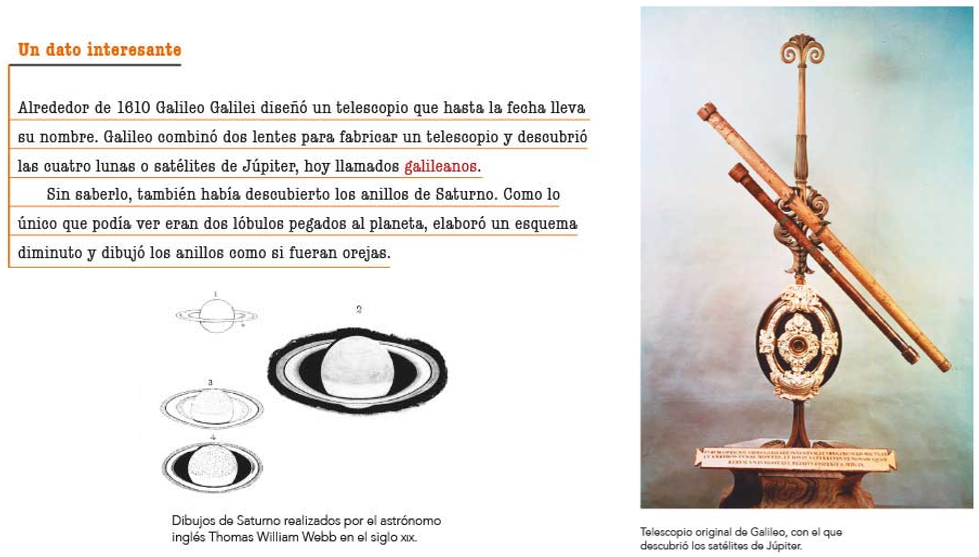 Un dato interesante
Alrededor de 1610 Galileo Galilei diseñó un telescopio que hasta la fecha lleva
su nombre. Galileo combinó dos lentes para fabricar un telescopio y descubrió
las cuatro lunas o satélites de Júpiter, hoy llamados galileanos.
Sin saberlo, también había descubierto los anillos de Saturno. Como lo
único que podía ver eran dos lóbulos pegados al planeta, elaboró un esquema
diminuto y dibujó los anillos como si fueran orejas.
1
2
3
4
Dibujos de Saturno realizados por el astrónomo
inglés Thomas William Webb en el siglo XIX.
Telescopio original de Galileo, con el que
descubrió los satélites de Júpiter.